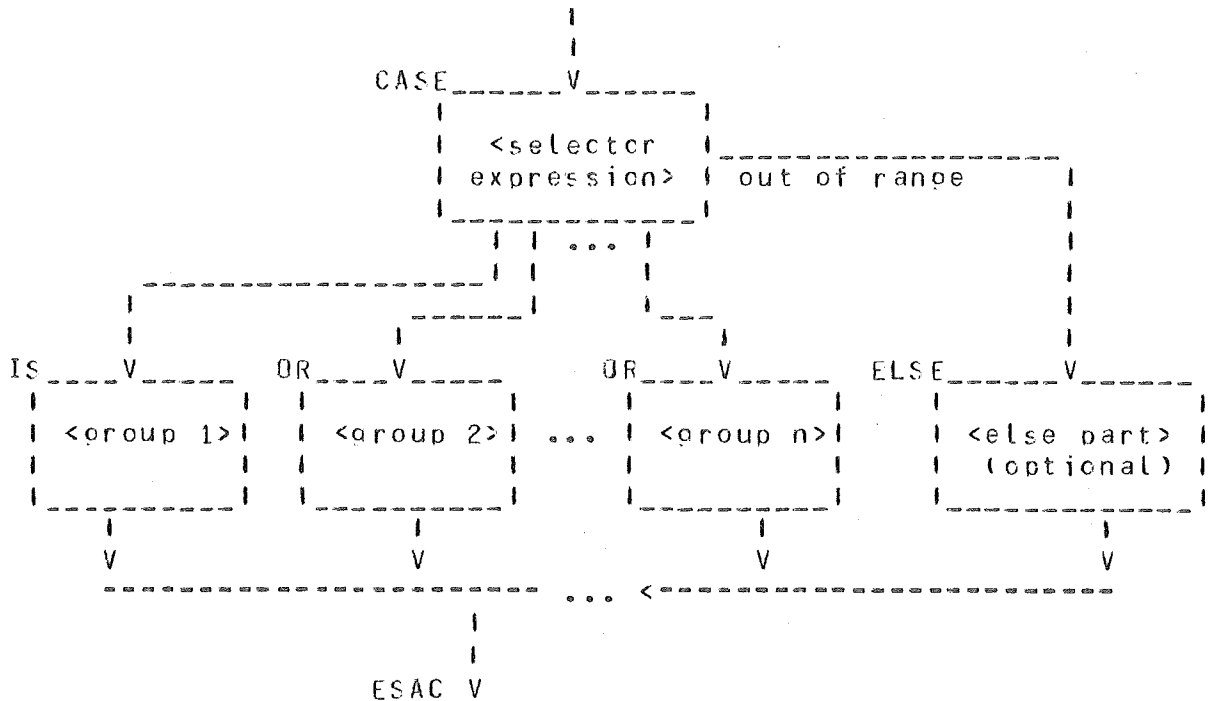 CASE
<selector
expression> out of range
...
IS OR OR ELSE
<group 1> <group 2> ... <group n> <else part>
(optional)
...
ESAC